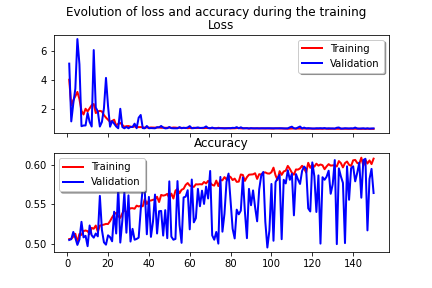 Evolution of loss and accuracy during the training
Loss
Training
Validation
6
4
2
Accuracy
Training
Validation
0.60
0.55
0.50
0 20 40 60 80 100 120 140